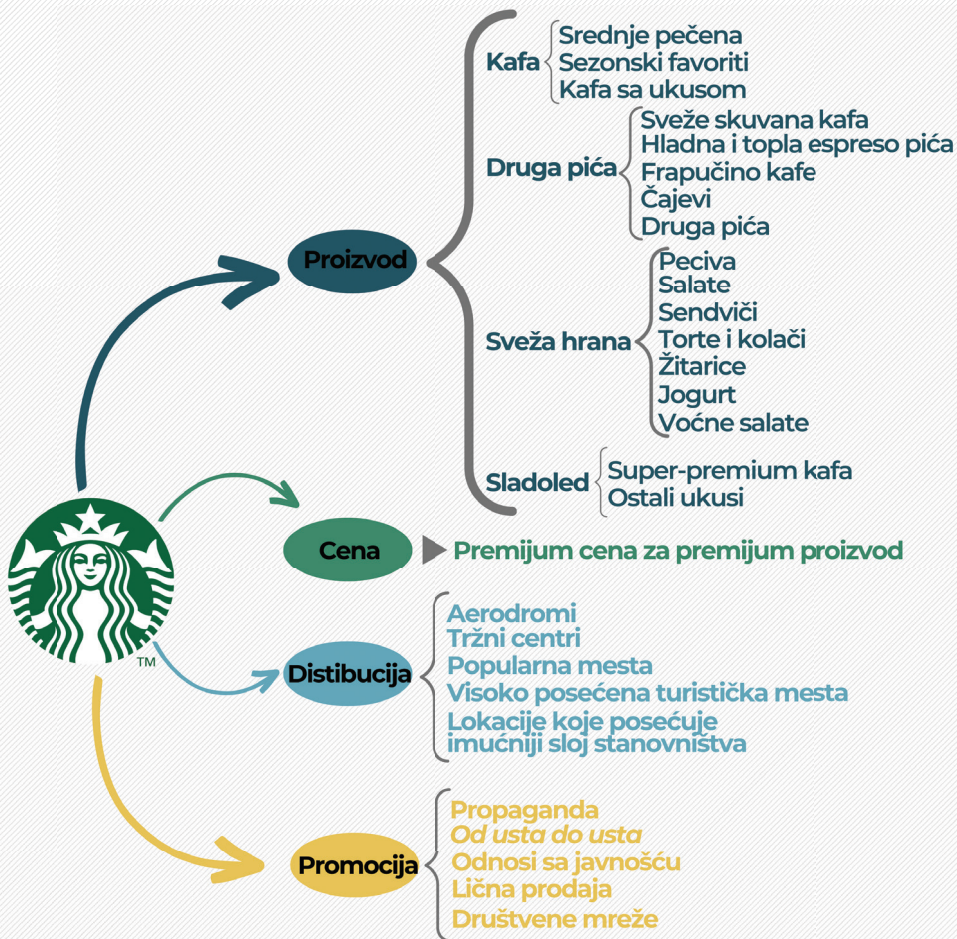 Proizvod
Kafa
Srednje pečena
Sezonski favoriti
Kafa sa ukusom
Druga pića
Sveže skuvana kafa
Hladna i topla espreso pića
Frapučino kafe
Čajevi
Druga pića
Sveža hrana
Peciva
Salate
Sendviči
Torte i kolači
Žitarice
Jogurt
Voćne salate
Sladoled
Super-premium kafa
Ostali ukusi
Cena
Premijum cena za premijum proizvod
TM
Distibucija
Aerodromi
Tržni centri
Popularna mesta
Visoko posećena turistička mesta
Lokacije koje posećuje
imućniji sloj stanovništva
Promocija
Propaganda
Od usta do usta
Odnosi sa javnošću
Lična prodaja
Društvene mreže